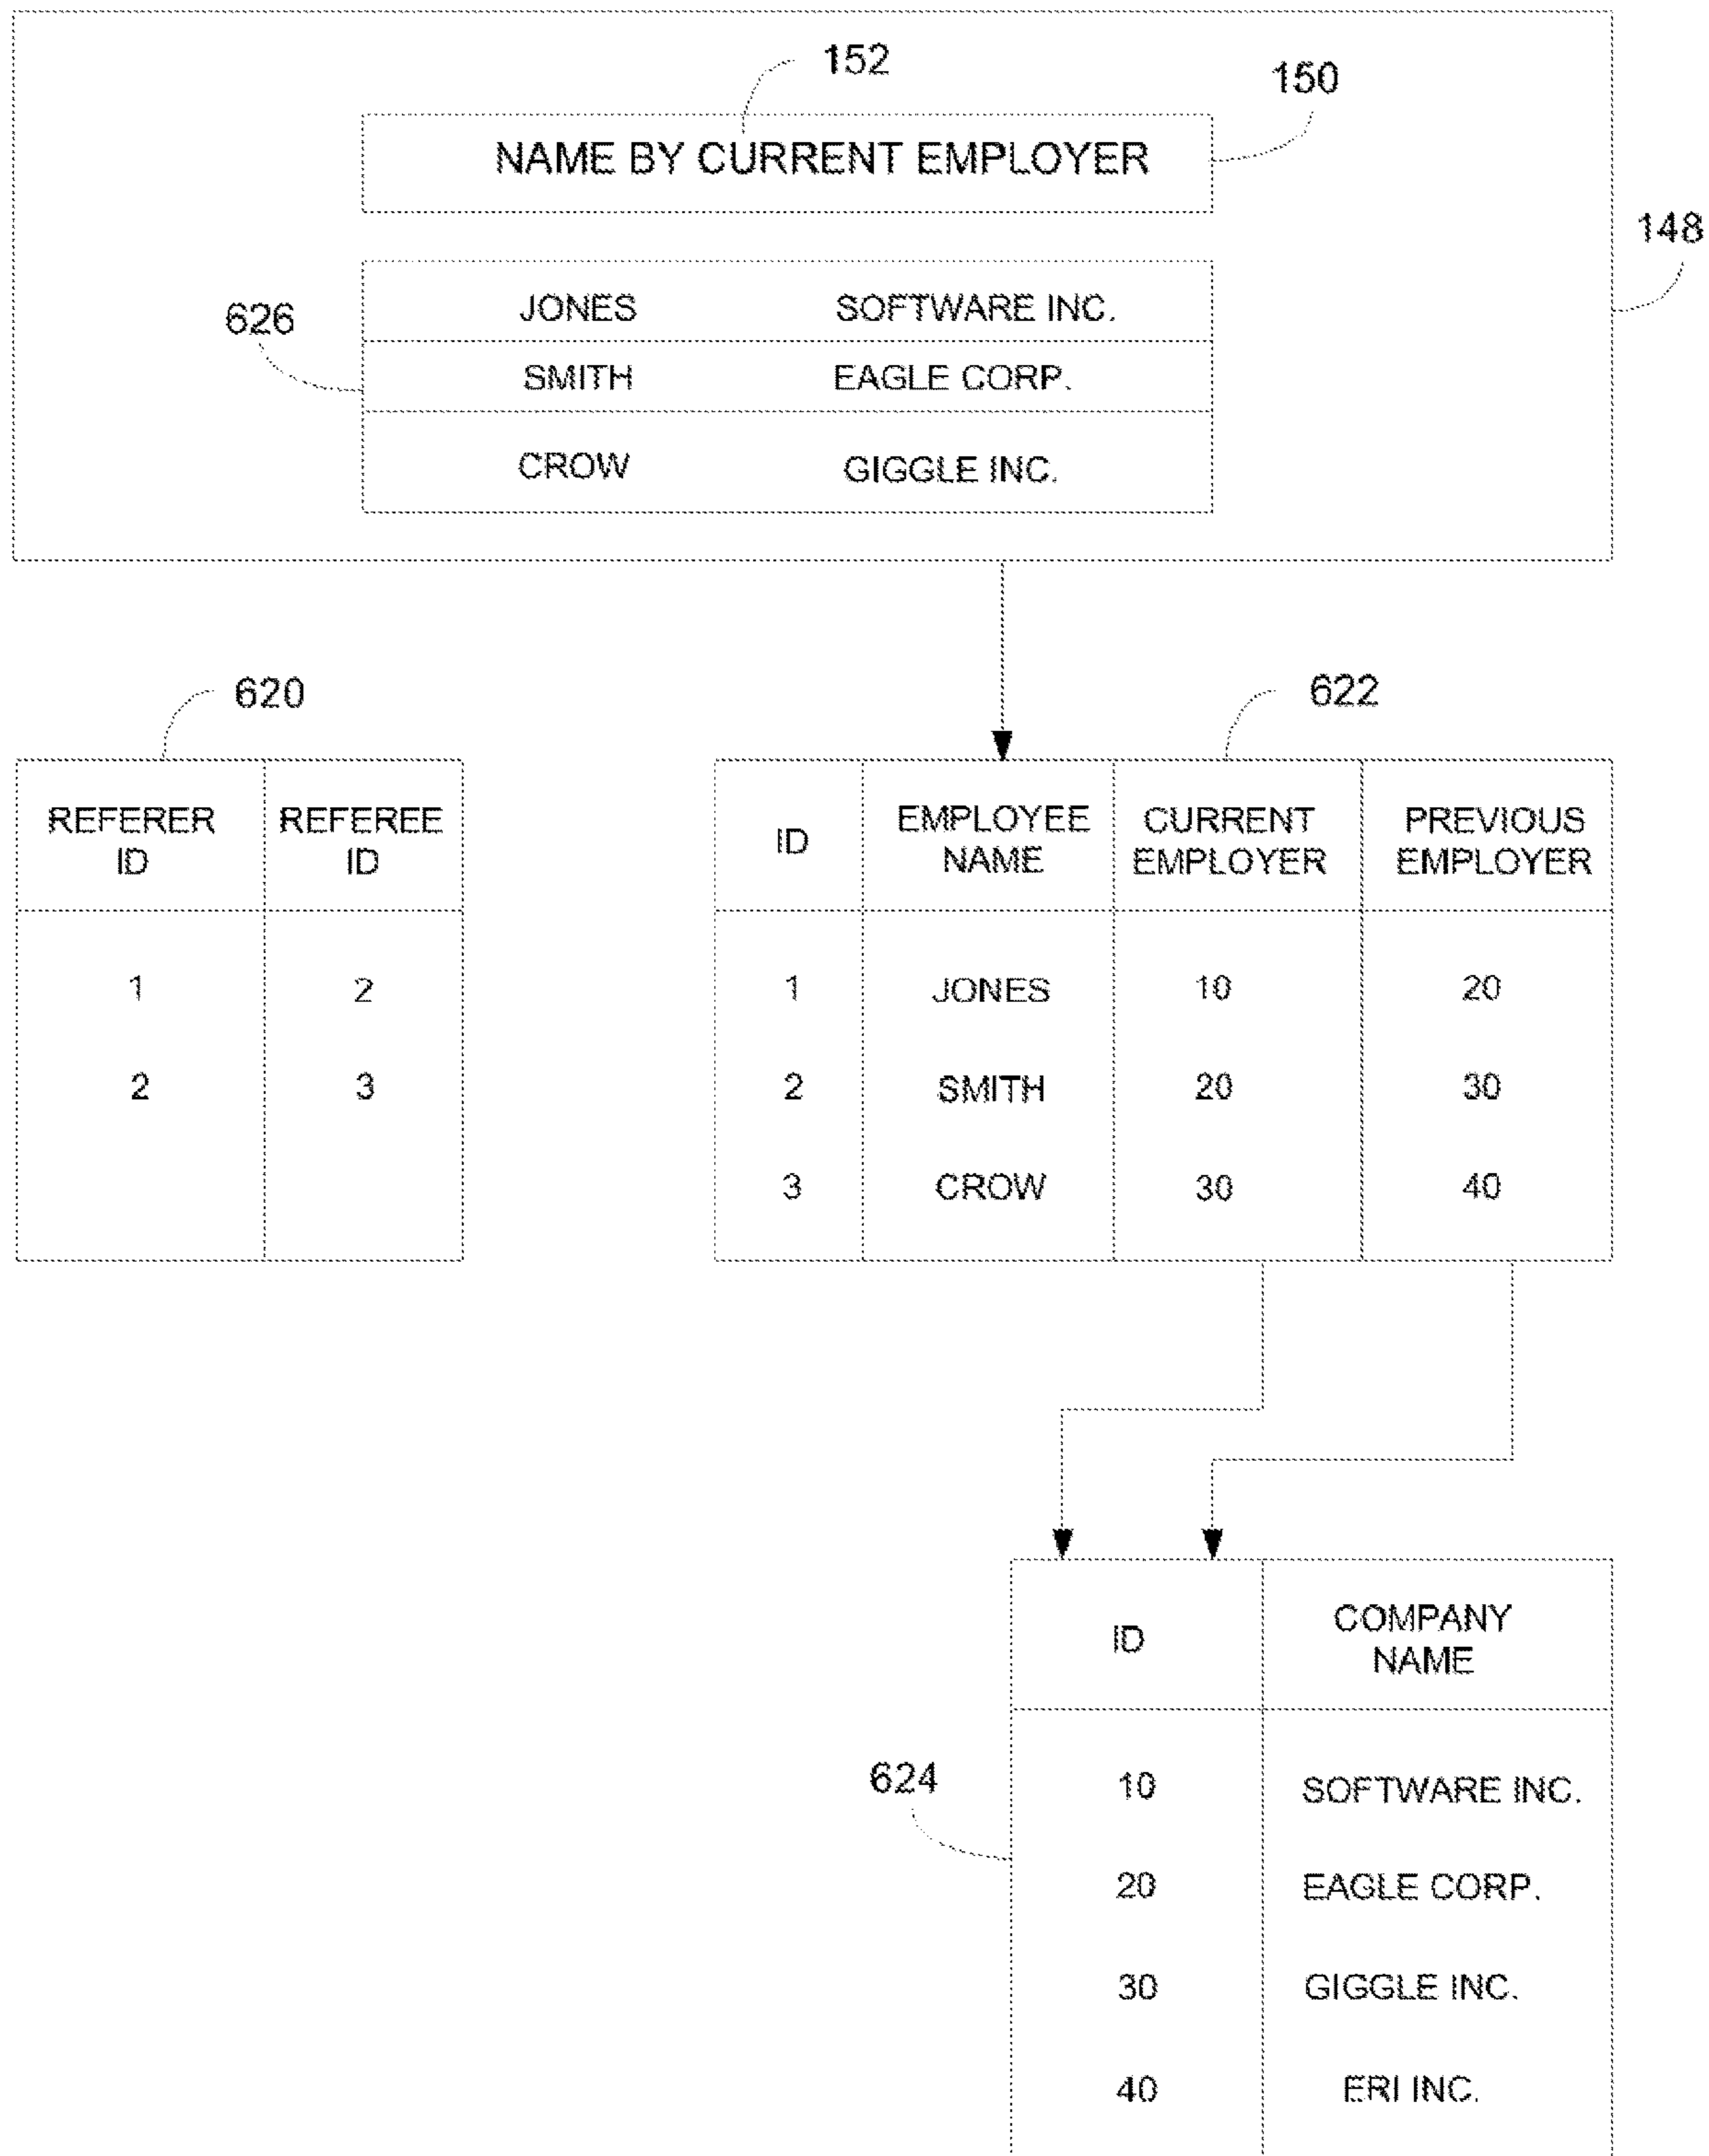 152
150
NAME BY CURRENT EMPLOYER
148
626
JONES SOFTWARE INC.
SMITH EAGLE CORP.
CROW GIGGLE INC.
620
622
REFERER ID REFEREE ID
1 2
2 3
ID EMPLOYEE NAME CURRENT EMPLOYER PREVIOUS EMPLOYER
1 JONES 10 20
2 SMITH 20 30
3 CROW 30 40
ID COMPANY NAME
624
10 SOFTWARE INC.
20 EAGLE CORP.
30 GIGGLE INC.
40 ERI INC.